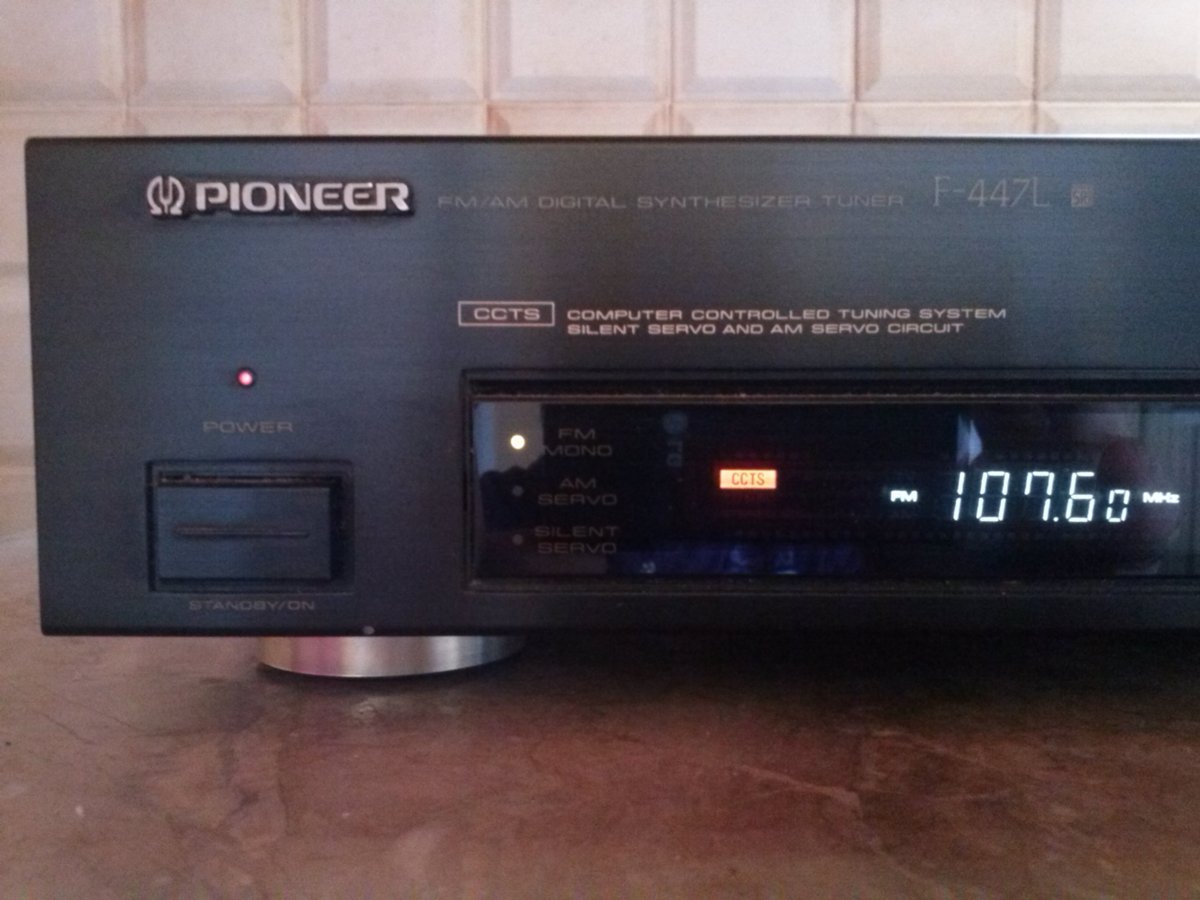 PIONEER FM/AM DIGITAL SYNTHESIZER TUNER F-447L
CCTS COMPUTER CONTROLLED TUNING SYSTEM
SILENT SERVO AND AM SERVO CIRCUIT
POWER
STANDBY/ON
FM
MONO
AM
SERVO
SILENT
SERVO
CCTS
FM 107.60 MHz